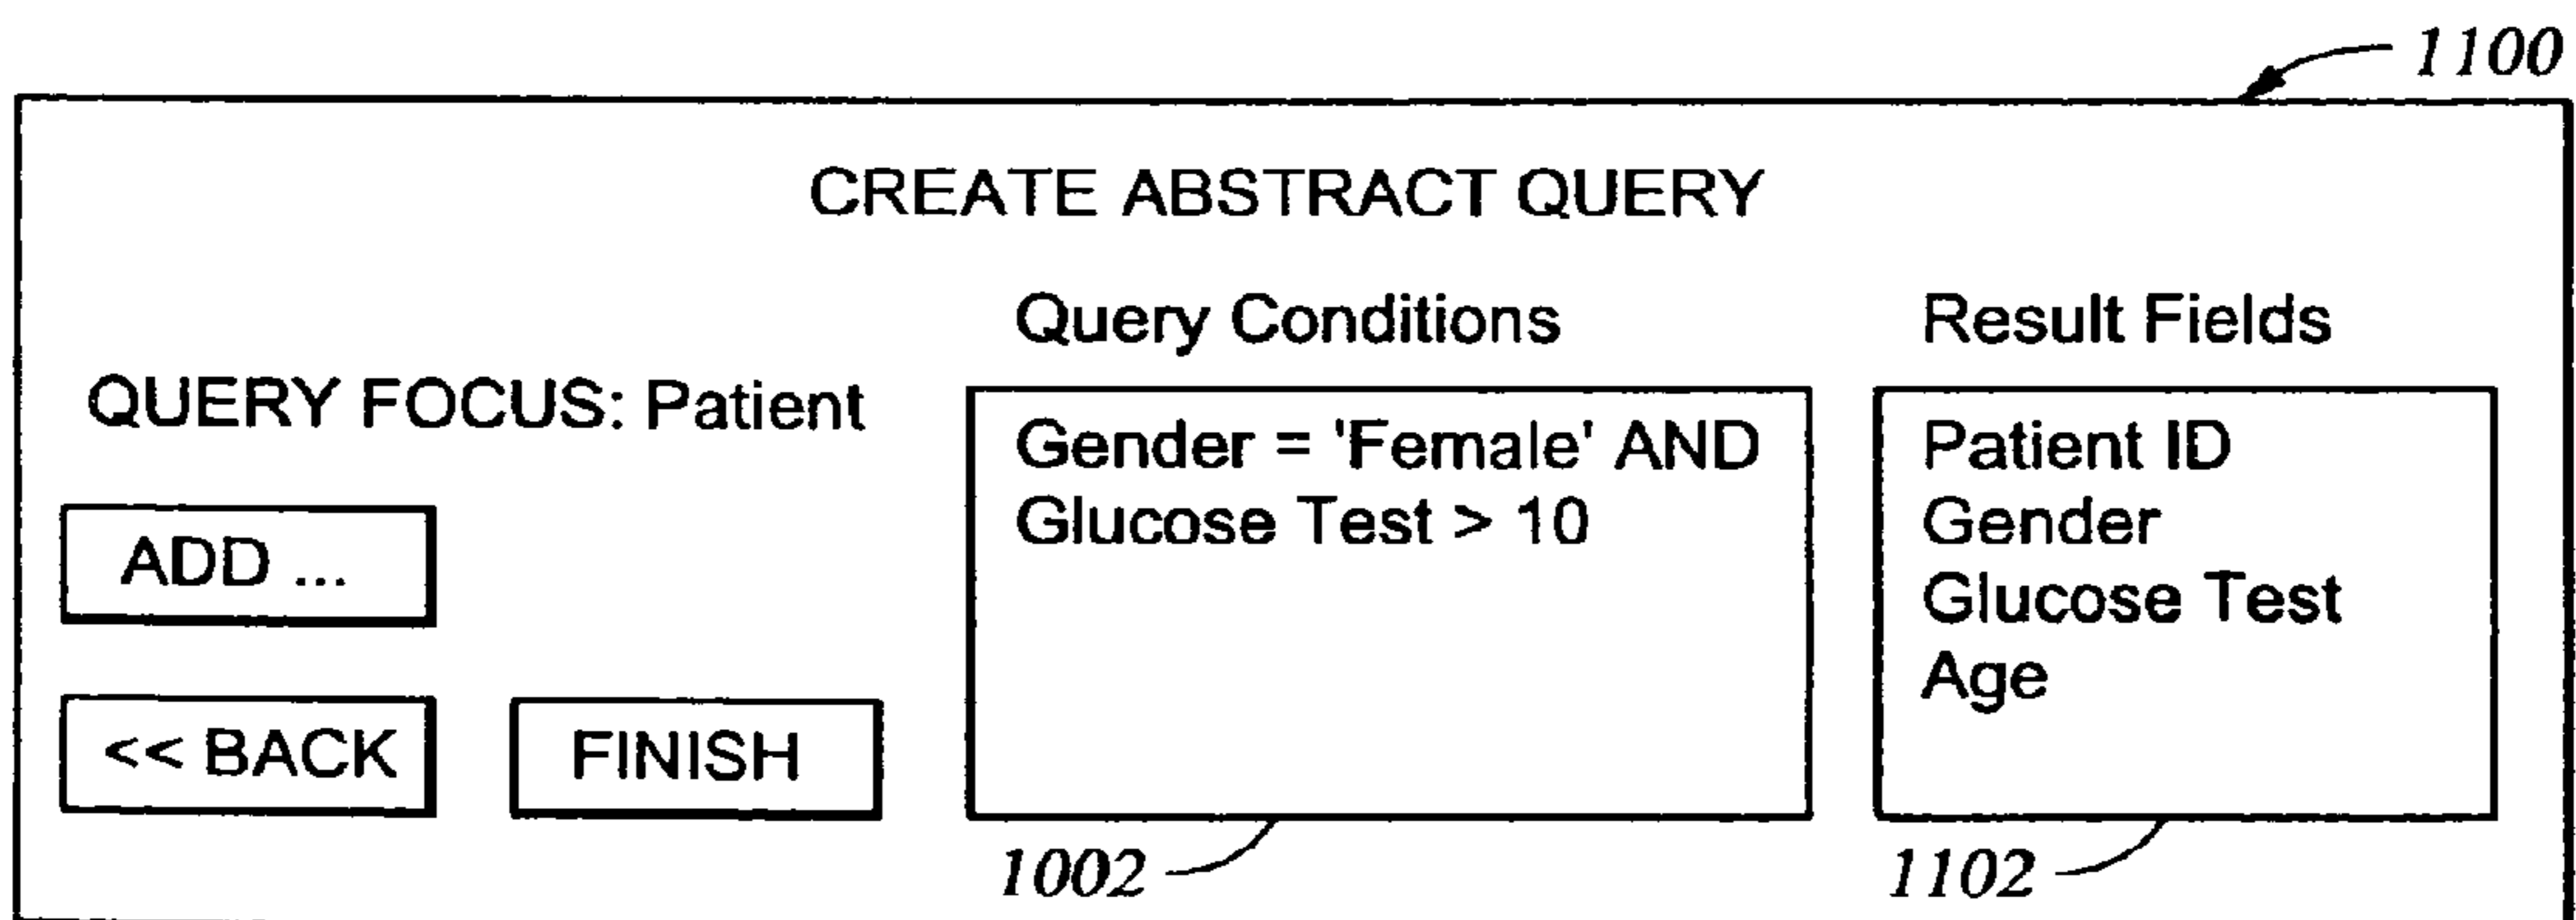 1100
CREATE ABSTRACT QUERY
Query Conditions
Result Fields
QUERY FOCUS: Patient
ADD ...
<< BACK
FINISH
Gender = 'Female' AND
Glucose Test > 10
Patient ID
Gender
Glucose Test
Age
1002
1102